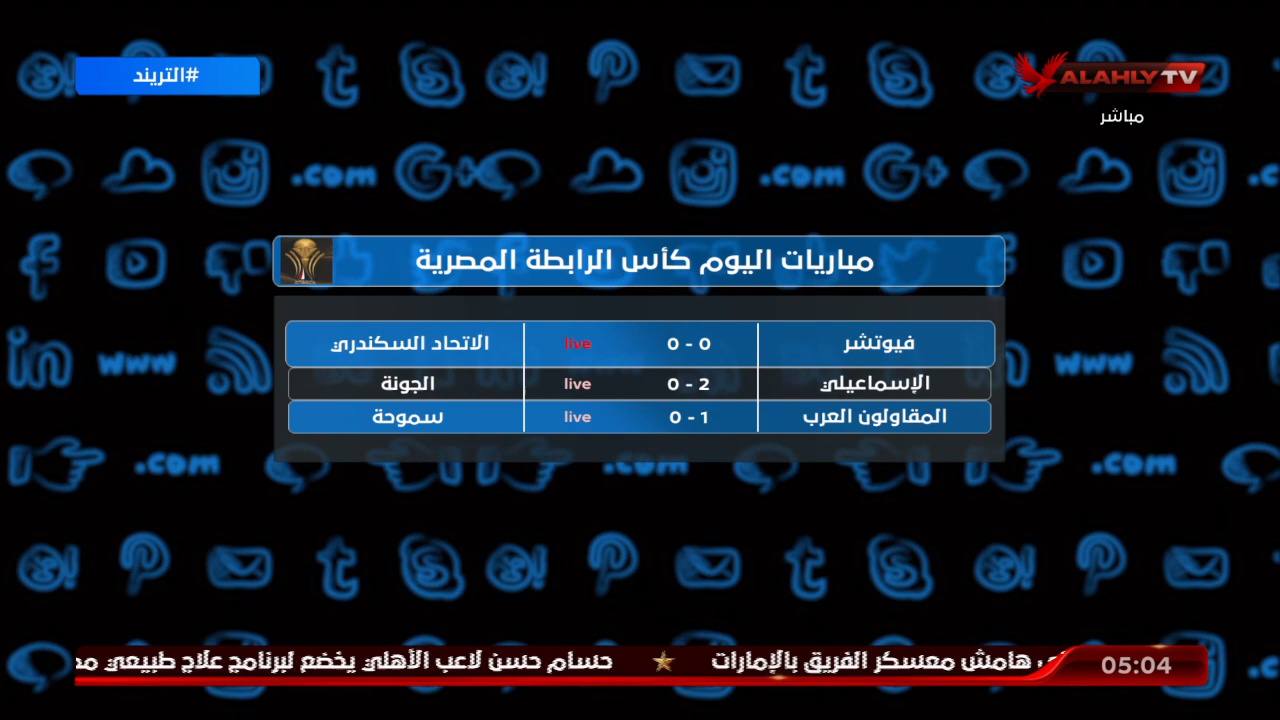 #التريند
ALAHLY TV
مباشر
مباريات اليوم كأس الرابطة المصرية
فيوتشر 0 - 0 live الاتحاد السكندري
الإسماعيلي 2 - 0 live الجونة
المقاولون العرب 1 - 0 live سموحة
05:04 هامش معسكر الفريق بالإمارات ★ حسام حسن لاعب الأهلي يخضع لبرنامج علاج طبيعي